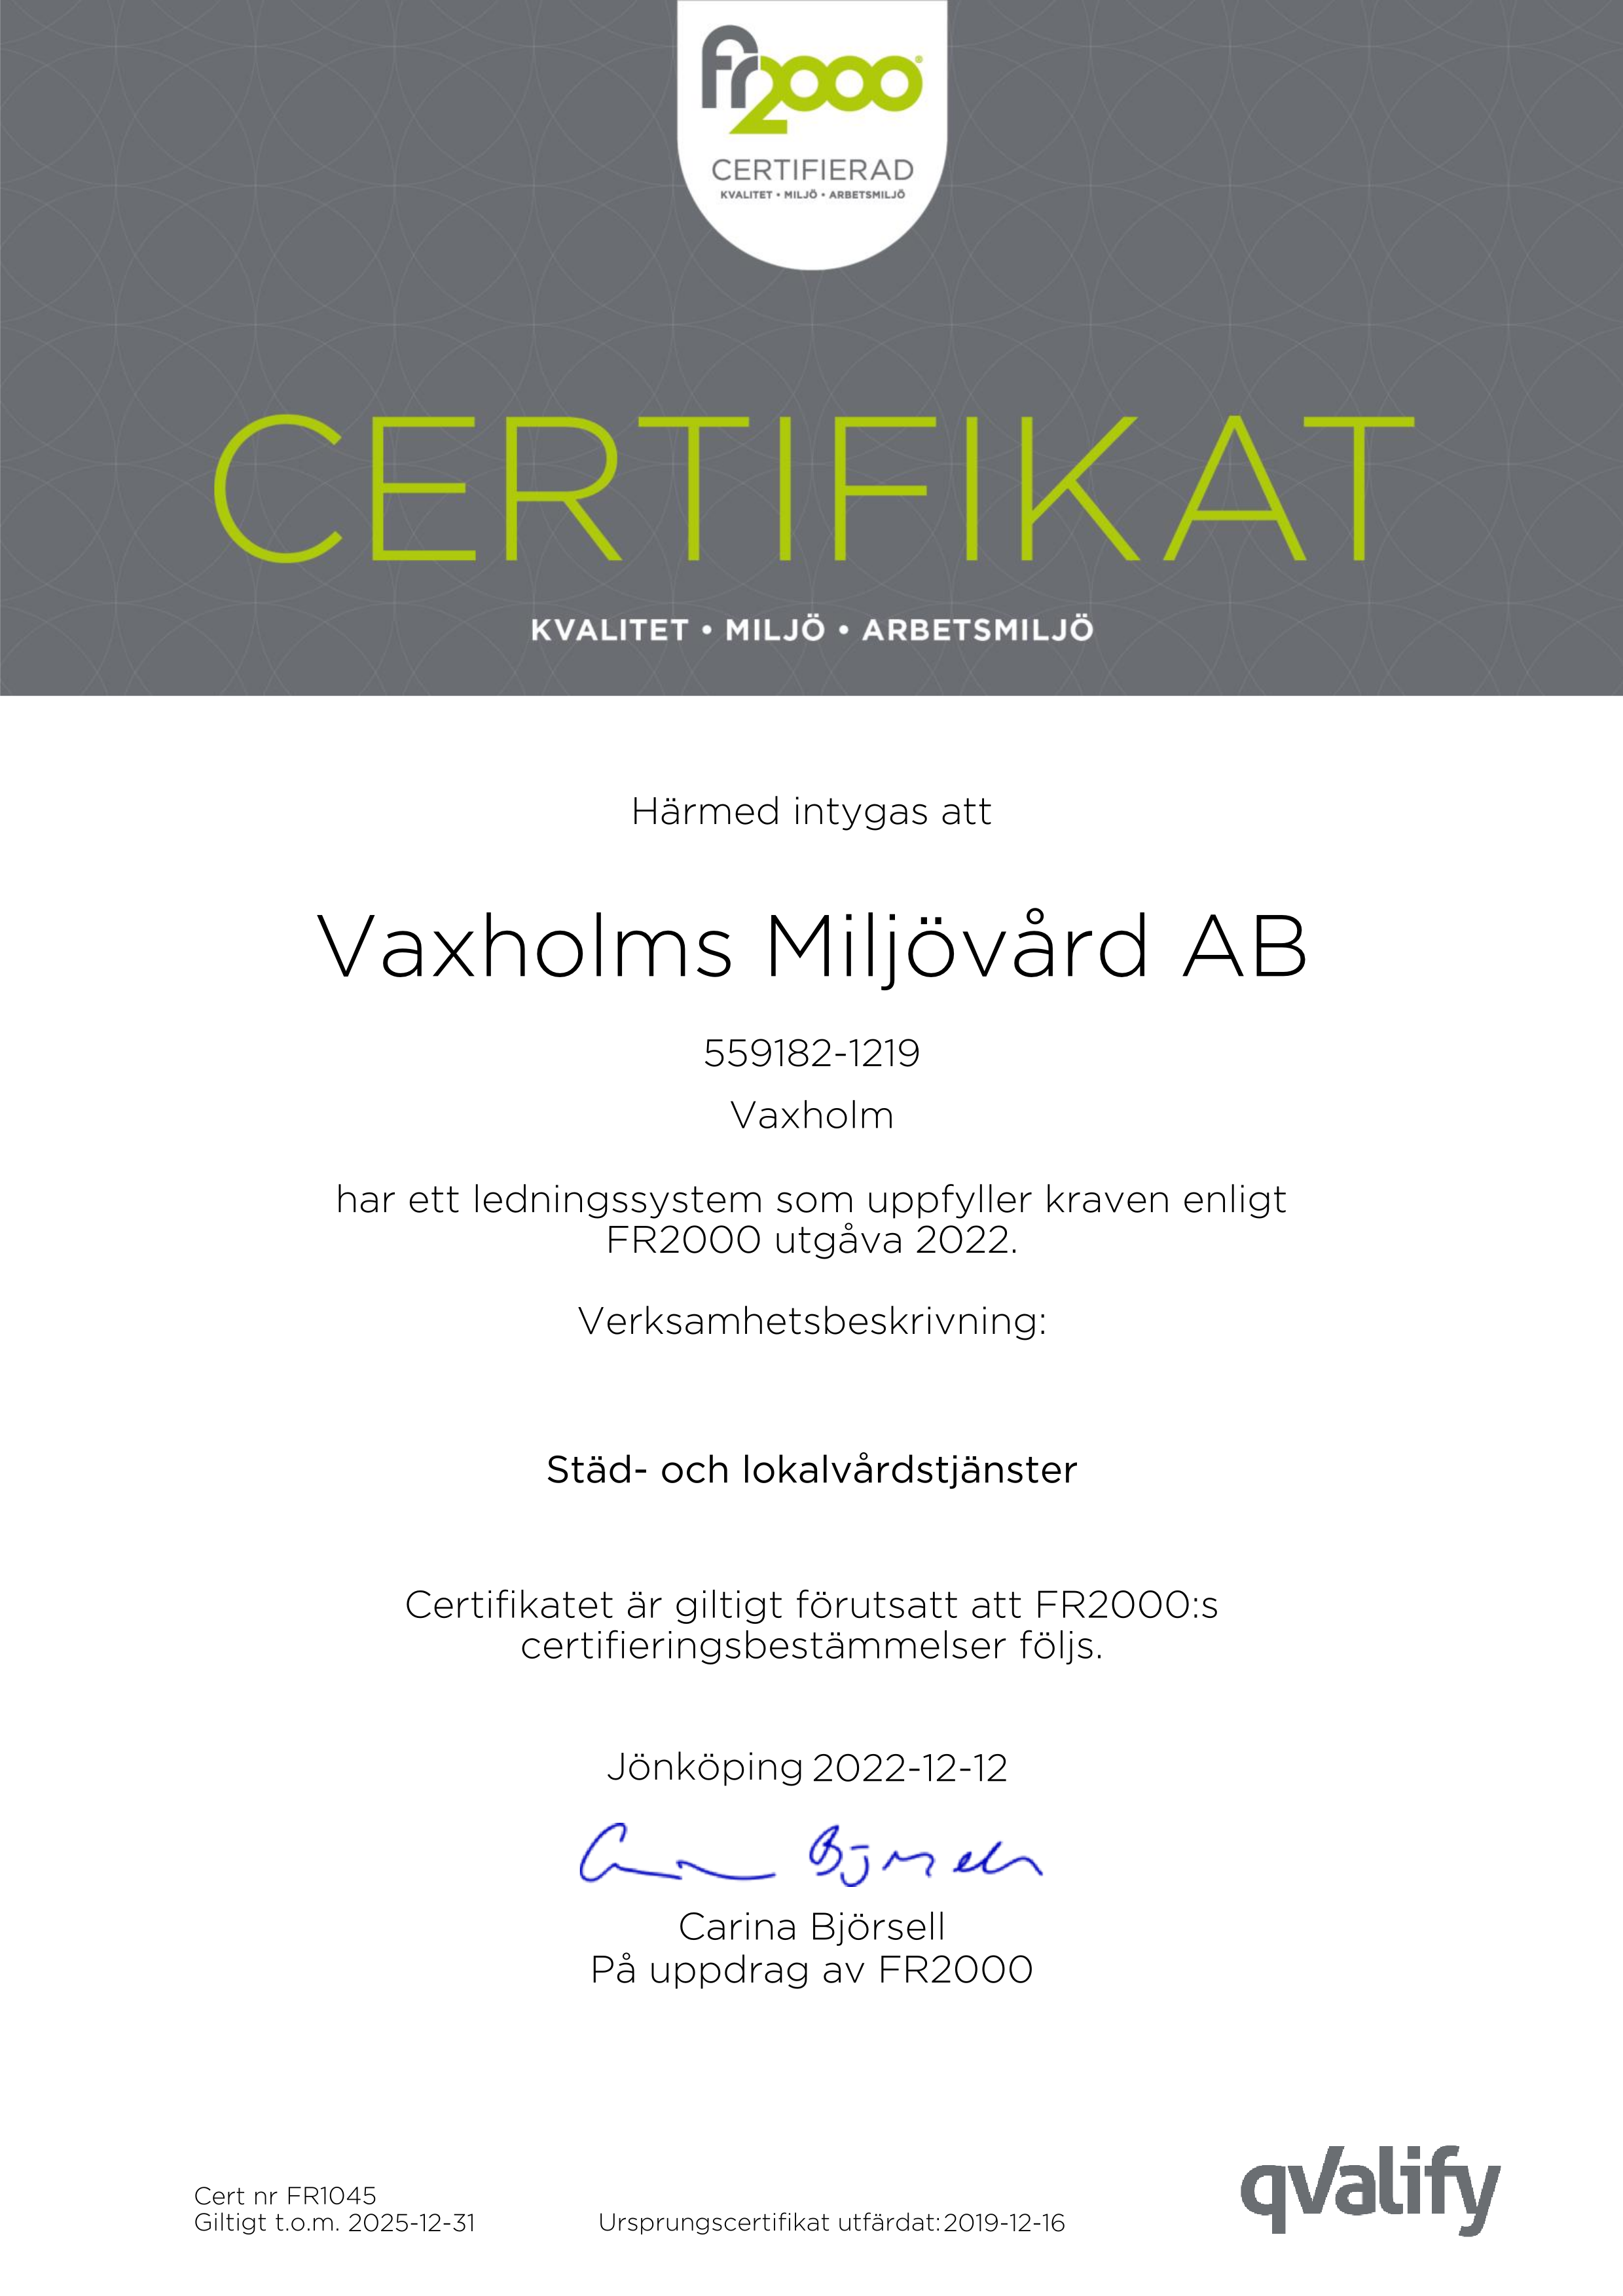 fr2000®
CERTIFIERAD
KVALITET • MILJÖ • ARBETSMILJÖ
CERTIFIKAT
KVALITET • MILJÖ • ARBETSMILJÖ
Härmed intygas att
Vaxholms Miljövård AB
559182-1219
Vaxholm
har ett ledningssystem som uppfyller kraven enligt
FR2000 utgåva 2022.
Verksamhetsbeskrivning:
Städ- och lokalvårdstjänster
Certifikatet är giltigt förutsatt att FR2000:s
certifieringsbestämmelser följs.
Jönköping 2022-12-12
Carina Björsell
På uppdrag av FR2000
Cert nr FR1045
Giltigt t.o.m. 2025-12-31
Ursprungscertifikat utfärdat: 2019-12-16
qValify